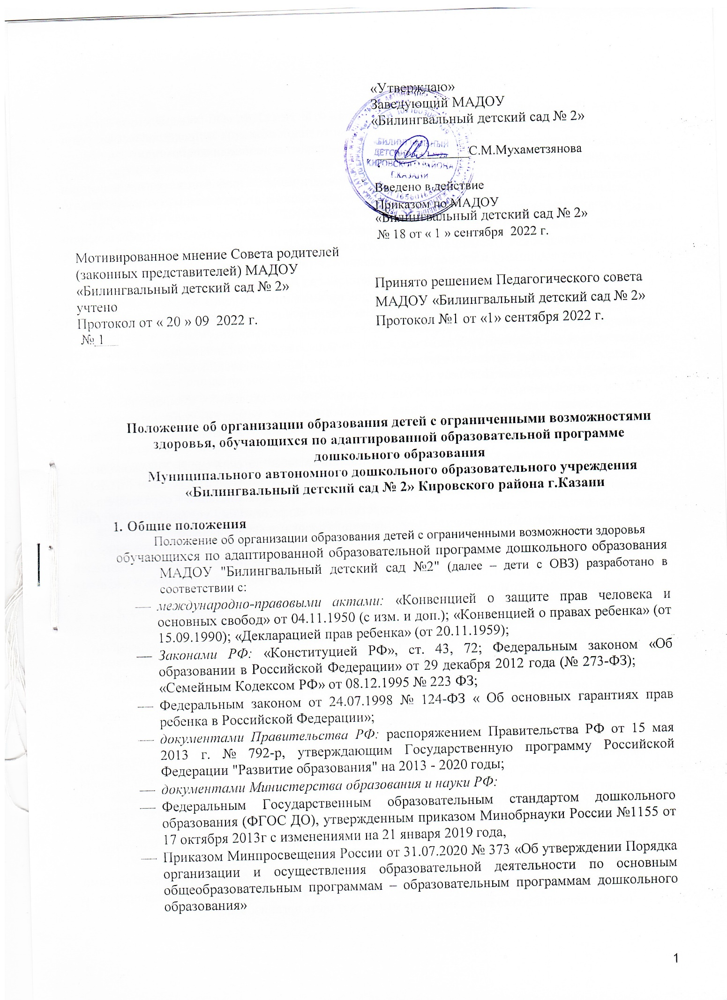 «Утверждаю»
Заведующий МАДОУ
«Билингвальный детский сад № 2»
С.М.Мухаметзянова
«БИЛИНГВАЛЬНЫЙ
ДЕТСКИЙ
КИРОВСКОГО РАЙОНА
Г.КАЗАНИ
Введено в действие
Приказом по МАДОУ
«Билингвальный детский сад № 2»
№ 18 от « 1 » сентября 2022 г.
Мотивированное мнение Совета родителей
(законных представителей) МАДОУ
«Билингвальный детский сад № 2»
учтено
Протокол от « 20 » 09 2022 г.
№ 1
Принято решением Педагогического совета
МАДОУ «Билингвальный детский сад № 2»
Протокол №1 от «1» сентября 2022 г.
Положение об организации образования детей с ограниченными возможностями
здоровья, обучающихся по адаптированной образовательной программе
дошкольного образования
Муниципального автономного дошкольного образовательного учреждения
«Билингвальный детский сад № 2» Кировского района г.Казани
1. Общие положения
Положение об организации образования детей с ограниченными возможности здоровья
обучающихся по адаптированной образовательной программе дошкольного образования
МАДОУ "Билингвальный детский сад №2" (далее – дети с ОВЗ) разработано в
соответствии с:
— международно-правовыми актами: «Конвенцией о защите прав человека и
основных свобод» от 04.11.1950 (с изм. и доп.); «Конвенцией о правах ребенка» (от
15.09.1990); «Декларацией прав ребенка» (от 20.11.1959);
— Законами РФ: «Конституцией РФ», ст. 43, 72; Федеральным законом «Об
образовании в Российской Федерации» от 29 декабря 2012 года (№ 273-ФЗ);
«Семейным Кодексом РФ» от 08.12.1995 № 223 ФЗ;
— Федеральным законом от 24.07.1998 № 124-ФЗ « Об основных гарантиях прав
ребенка в Российской Федерации»;
— документами Правительства РФ: распоряжением Правительства РФ от 15 мая
2013 г. № 792-р, утверждающим Государственную программу Российской
Федерации "Развитие образования" на 2013 - 2020 годы;
— документами Министерства образования и науки РФ:
— Федеральным Государственным образовательным стандартом дошкольного
образования (ФГОС ДО), утвержденным приказом Минобрнауки России №1155 от
17 октября 2013г с изменениями на 21 января 2019 года,
— Приказом Минпросвещения России от 31.07.2020 № 373 «Об утверждении Порядка
организации и осуществления образовательной деятельности по основным
общеобразовательным программам – образовательным программам дошкольного
образования»
1